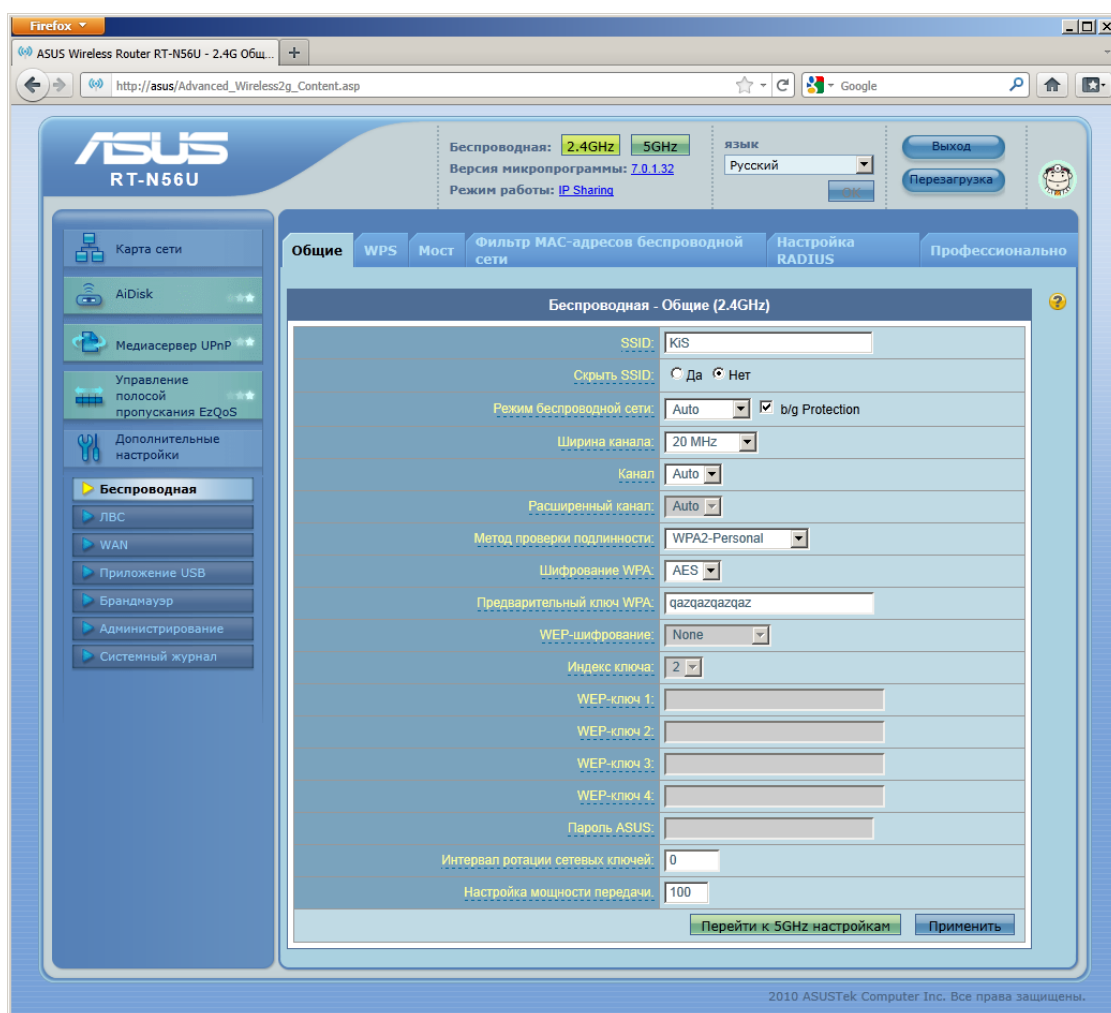 Firefox
ASUS Wireless Router RT-N56U - 2.4G Общ...
http://asus/Advanced_Wireless2g_Content.asp
Google
ASUS
RT-N56U
Беспроводная: 2.4GHz 5GHz
Версия микропрограммы: 7.0.1.32
Режим работы: IP Sharing
язык
Русский
OK
Выход
Перезагрузка
Карта сети
AiDisk
Медиасервер UPnP
Управление
полосой
пропускания EzQoS
Дополнительные
настройки
Беспроводная
ЛВС
WAN
Приложение USB
Брандмауэр
Администрирование
Системный журнал
Общие
WPS
Мост
Фильтр MAC-адресов беспроводной
сети
Настройка
RADIUS
Профессионально
Беспроводная - Общие (2.4GHz)
SSID: KiS
Скрыть SSID: Да Нет
Режим беспроводной сети: Auto b/g Protection
Ширина канала: 20 MHz
Канал Auto
Расширенный канал: Auto
Метод проверки подлинности: WPA2-Personal
Шифрование WPA: AES
Предварительный ключ WPA: qazqazqazqaz
WEP-шифрование: None
Индекс ключа: 2
WEP-ключ 1:
WEP-ключ 2:
WEP-ключ 3:
WEP-ключ 4:
Пароль ASUS:
Интервал ротации сетевых ключей: 0
Настройка мощности передачи. 100
Перейти к 5GHz настройкам
Применить
2010 ASUSTek Computer Inc. Все права защищены.